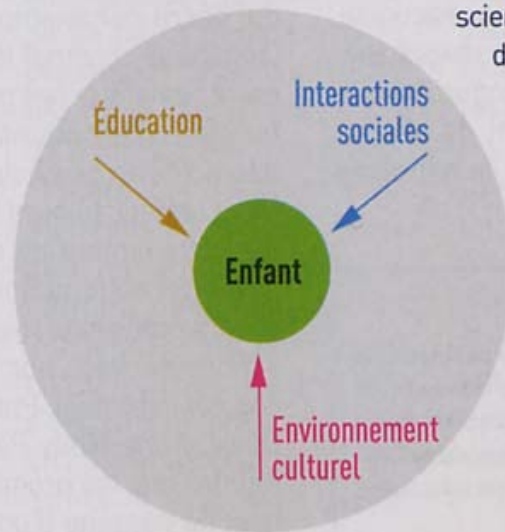 Éducation
Interactions
sociales
Enfant
Environnement
culturel